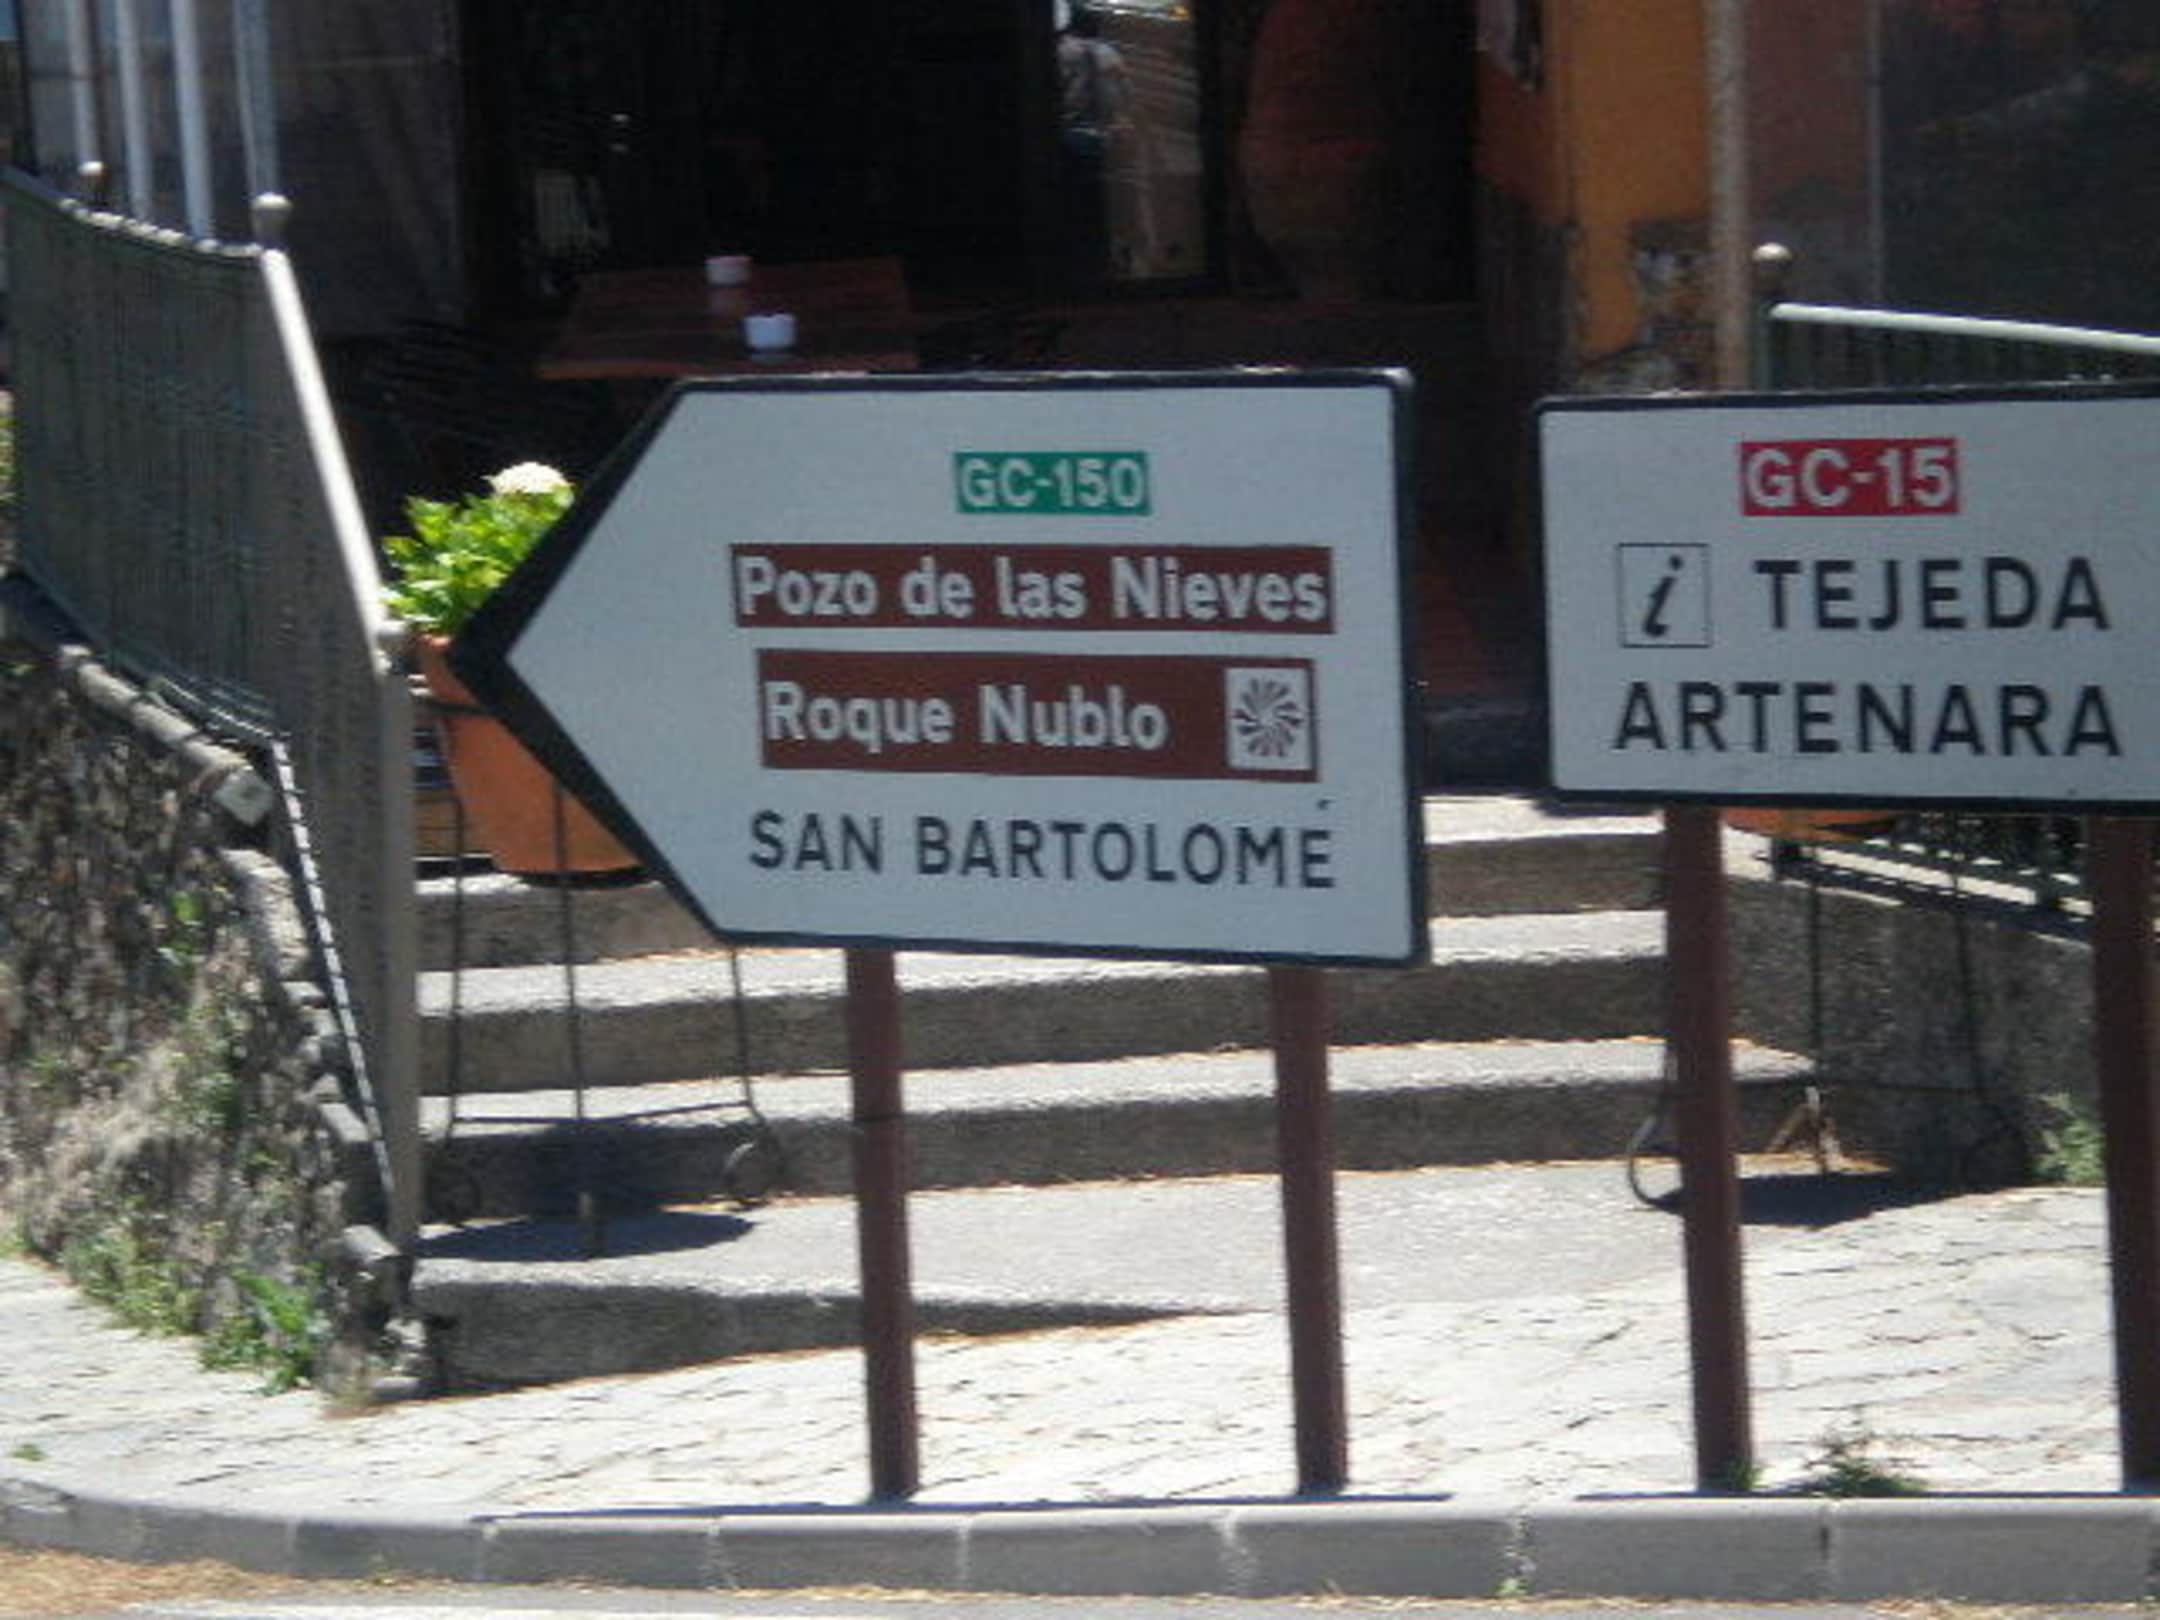 GC-150
Pozo de las Nieves
Roque Nublo
SAN BARTOLOMÉ
GC-15
i TEJEDA
ARTENARA